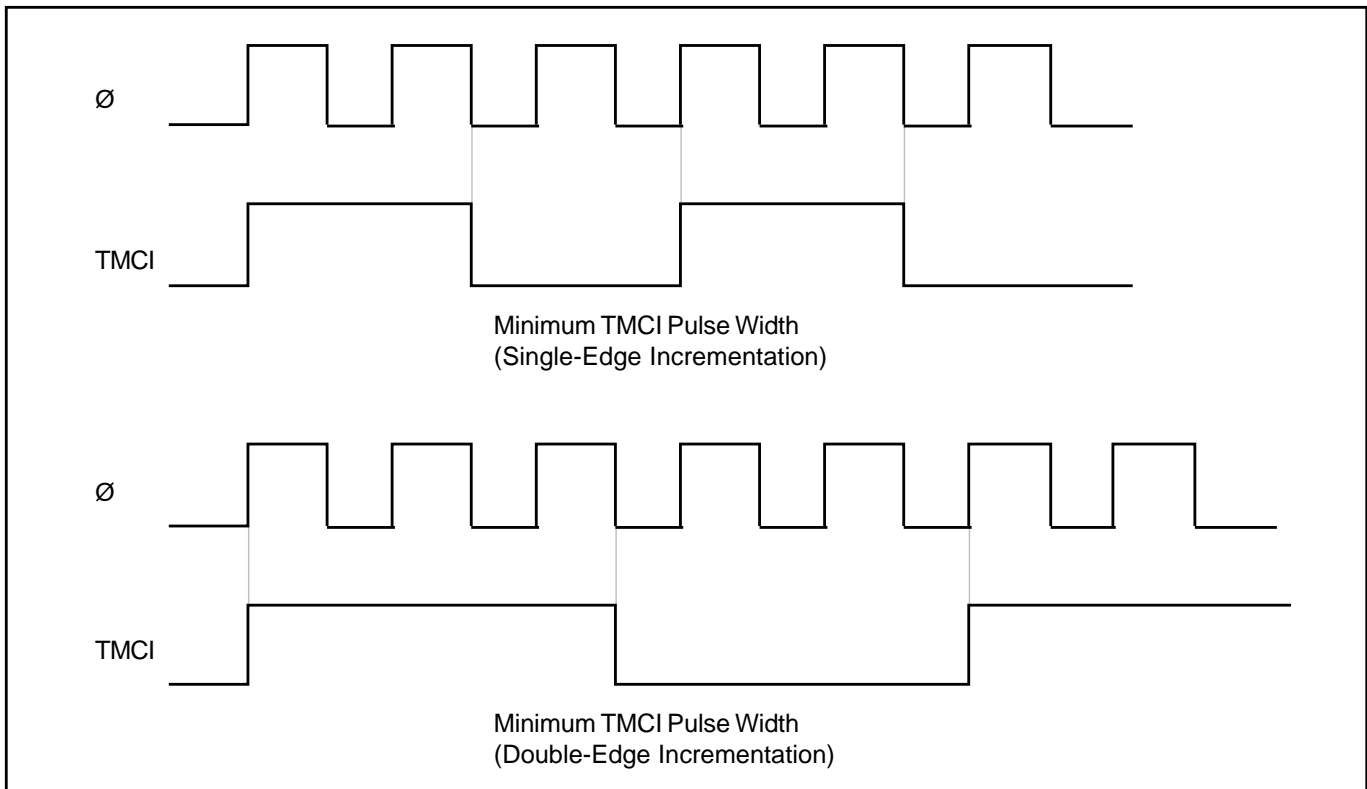 Ø
TMCI
Minimum TMCI Pulse Width
(Single-Edge Incrementation)
Ø
TMCI
Minimum TMCI Pulse Width
(Double-Edge Incrementation)